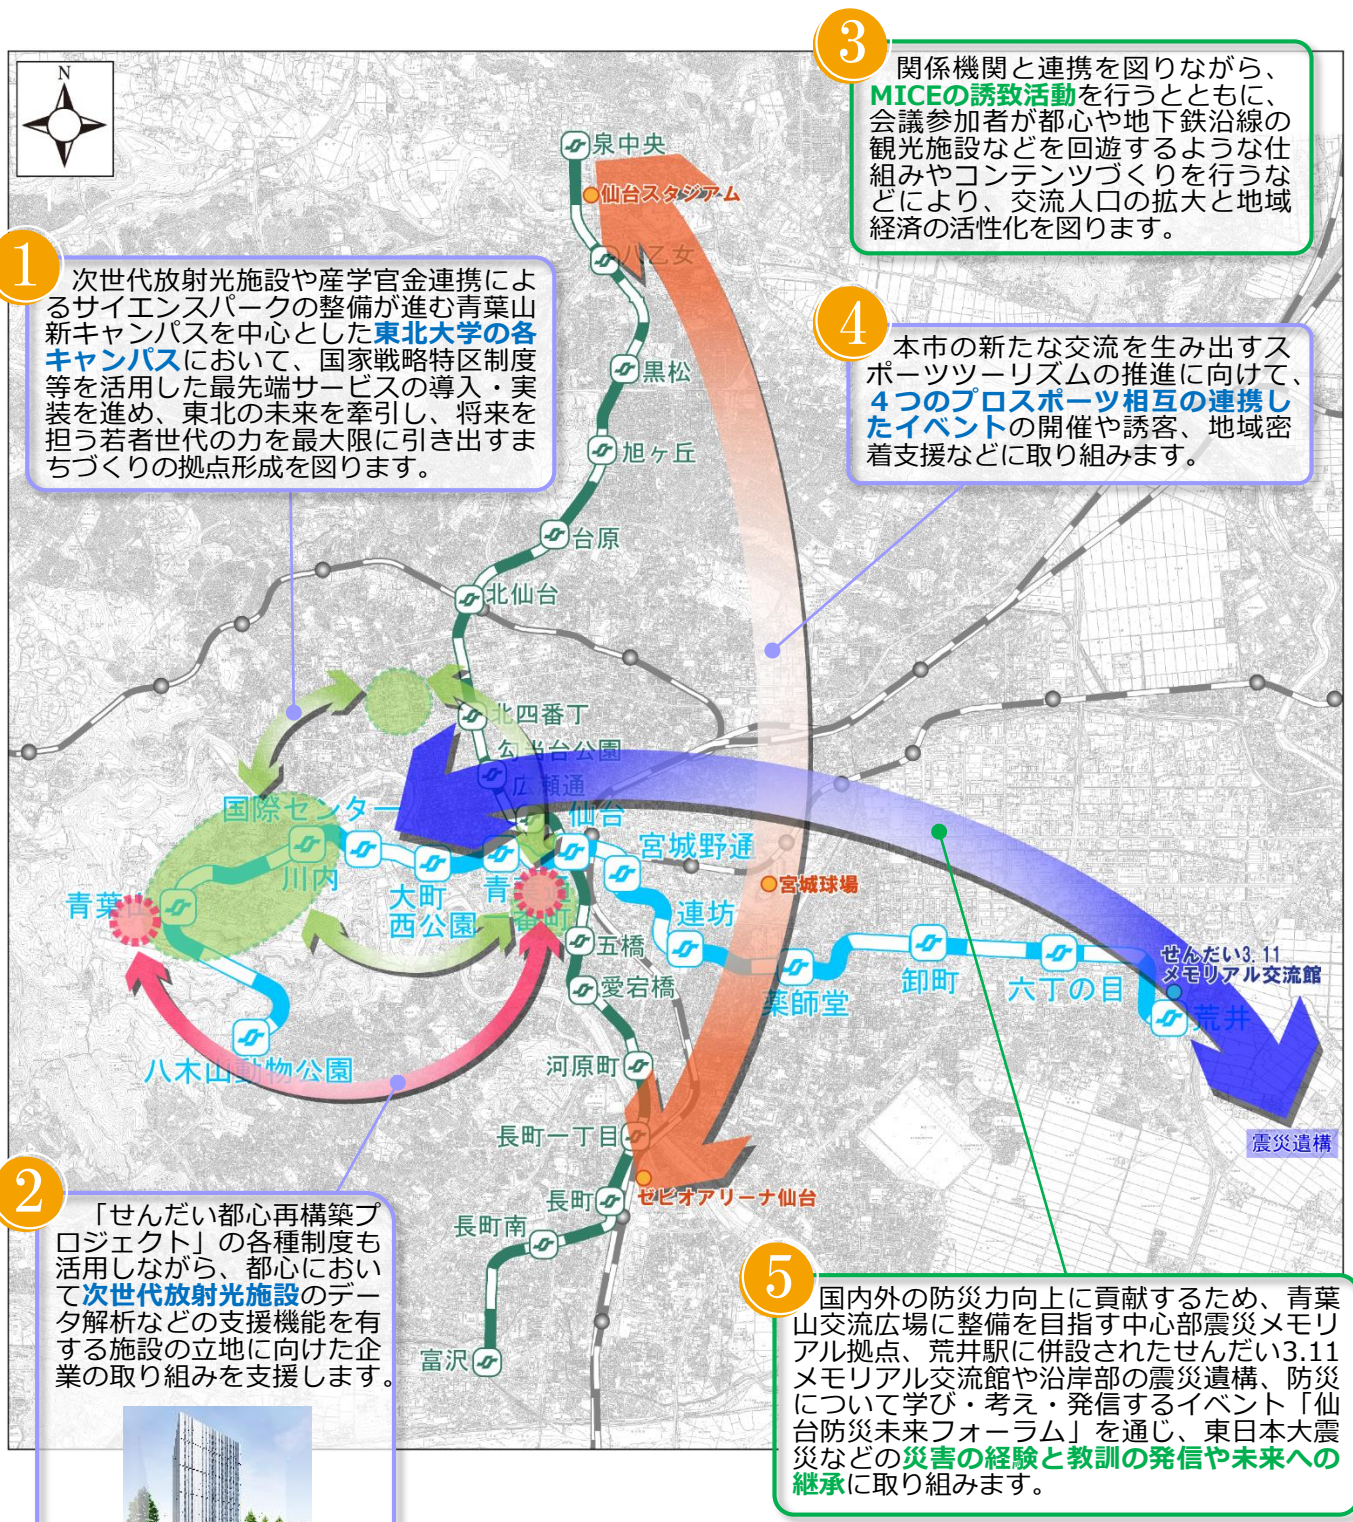 N
3
関係機関と連携を図りながら、
MICEの誘致活動を行うとともに、
会議参加者が都心や地下鉄沿線の
観光施設などを回遊するような仕
組みやコンテンツづくりを行うな
どにより、交流人口の拡大と地域
経済の活性化を図ります。
1
次世代放射光施設や産学官金連携によ
るサイエンスパークの整備が進む青葉山
新キャンパスを中心とした東北大学の各
キャンパスにおいて、国家戦略特区制度
等を活用した最先端サービスの導入・実
装を進め、東北の未来を牽引し、将来を
担う若者世代の力を最大限に引き出すま
ちづくりの拠点形成を図ります。
4
本市の新たな交流を生み出すス
ポーツツーリズムの推進に向けて、
４つのプロスポーツ相互の連携し
たイベントの開催や誘客、地域密
着支援などに取り組みます。
泉中央
仙台スタジアム
八乙女
黒松
旭ヶ丘
台原
北仙台
北四番丁
勾当台公園
広瀬通
国際センター
仙台
宮城野通
川内
大町
西公園
青葉
一番町
宮城球場
青葉山
連坊
五橋
愛宕橋
薬師堂
卸町
六丁の目
せんだい3.11
メモリアル交流館
荒井
八木山動物公園
河原町
長町一丁目
震災遺構
長町
ゼビオアリーナ仙台
長町南
富沢
2
「せんだい都心再構築プ
ロジェクト」の各種制度も
活用しながら、都心におい
て次世代放射光施設のデー
タ解析などの支援機能を有
する施設の立地に向けた企
業の取り組みを支援します。
5
国内外の防災力向上に貢献するため、青葉
山交流広場に整備を目指す中心部震災メモリ
アル拠点、荒井駅に併設されたせんだい3.11
メモリアル交流館や沿岸部の震災遺構、防災
について学び・考え・発信するイベント「仙
台防災未来フォーラム」を通じ、東日本大震
災などの災害の経験と教訓の発信や未来への
継承に取り組みます。